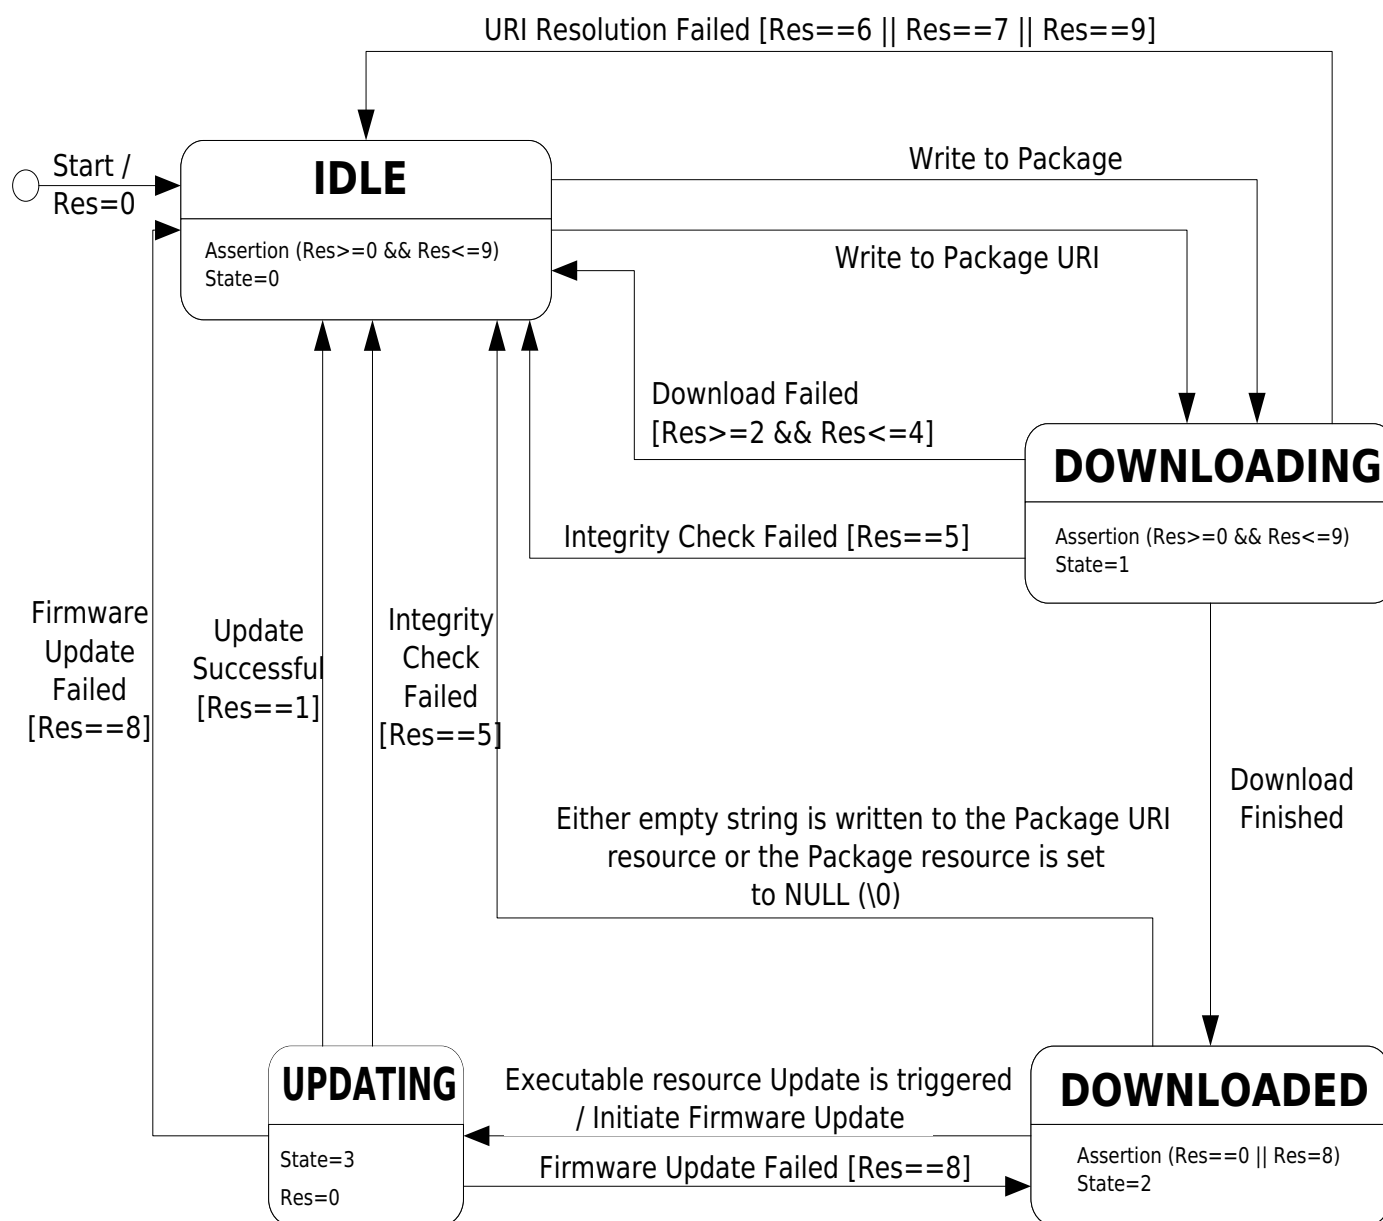 URI Resolution Failed [Res==6 || Res==7 || Res==9]
Start /
Res=0
IDLE
Assertion (Res>=0 && Res<=9)
State=0
Write to Package
Write to Package URI
Download Failed
[Res>=2 && Res<=4]
DOWNLOADING
Assertion (Res>=0 && Res<=9)
State=1
Integrity Check Failed [Res==5]
Firmware
Update
Failed
[Res==8]
Update
Successful
[Res==1]
Integrity
Check
Failed
[Res==5]
Download
Finished
Either empty string is written to the Package URI
resource or the Package resource is set
to NULL (\0)
UPDATING
State=3
Res=0
Executable resource Update is triggered
/ Initiate Firmware Update
Firmware Update Failed [Res==8]
DOWNLOADED
Assertion (Res==0 || Res=8)
State=2